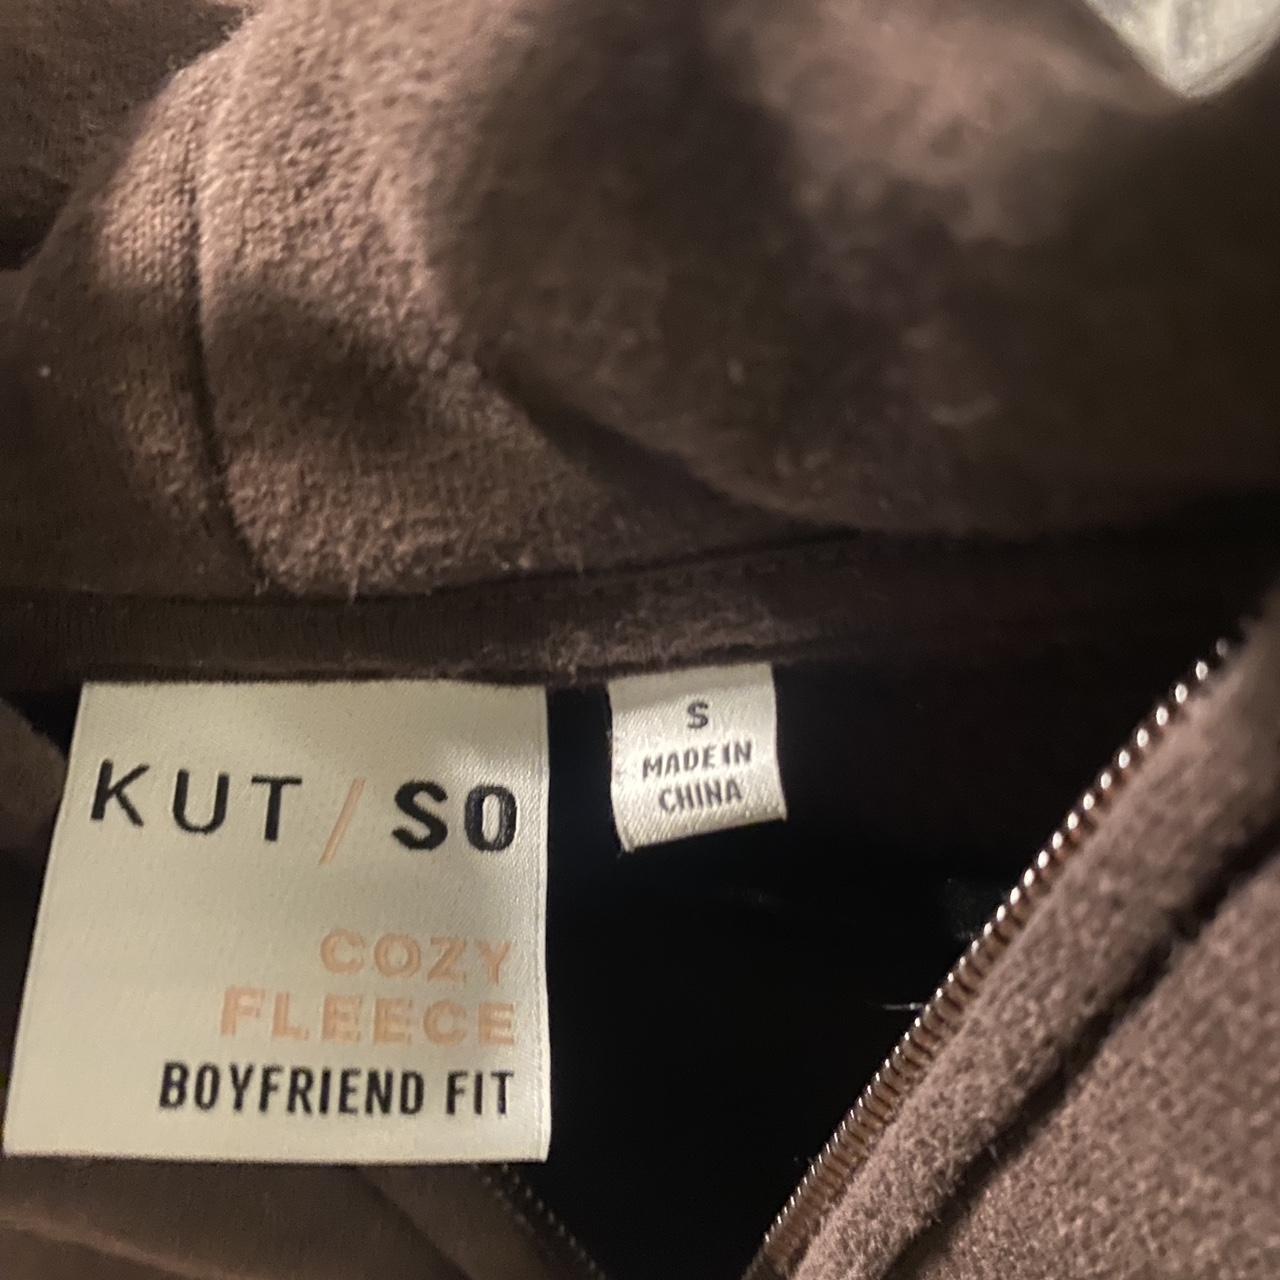 KUT / SO
COZY
FLEECE
BOYFRIEND FIT
S
MADE IN
CHINA